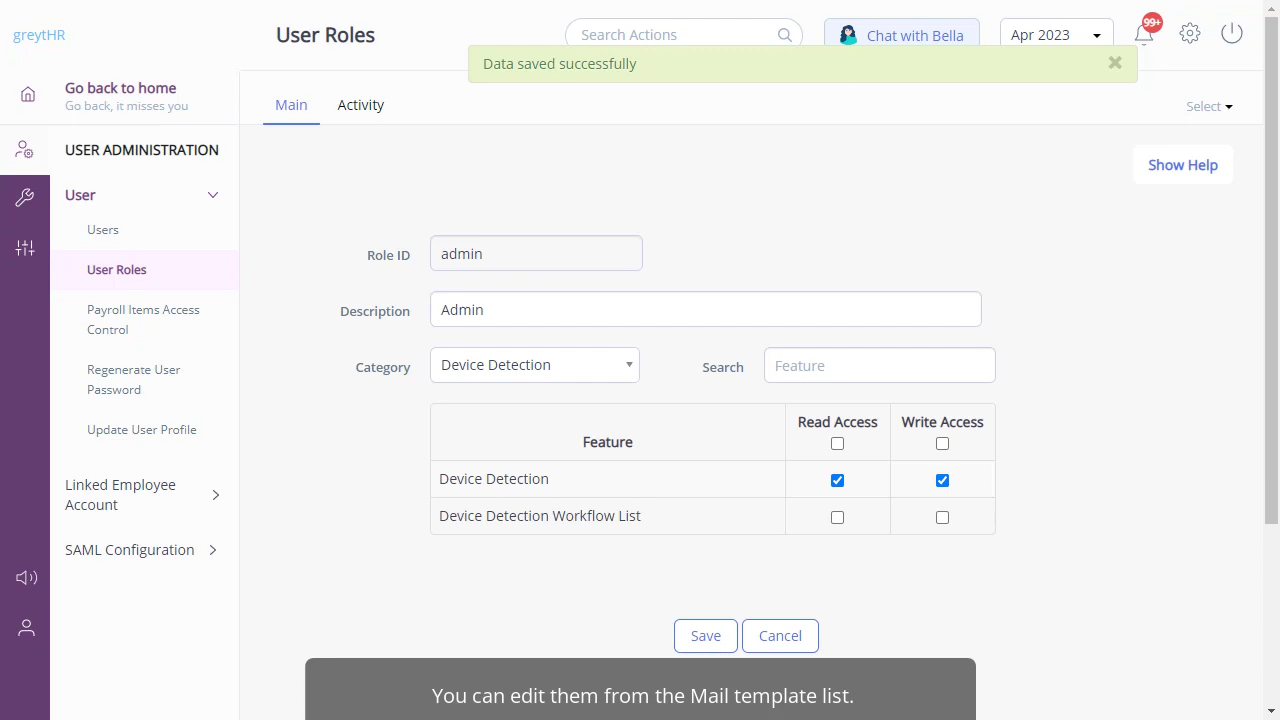 greytHR
User Roles
Search Actions
Chat with Bella
Apr 2023
99+
Data saved successfully
Go back to home
Go back, it misses you
Main
Activity
Select
USER ADMINISTRATION
Show Help
User
Users
User Roles
Payroll Items Access
Control
Regenerate User
Password
Update User Profile
Linked Employee
Account
SAML Configuration
Role ID
admin
Description
Admin
Category
Device Detection
Search
Feature
Feature
Read Access
Write Access
Device Detection
Device Detection Workflow List
Save
Cancel
You can edit them from the Mail template list.